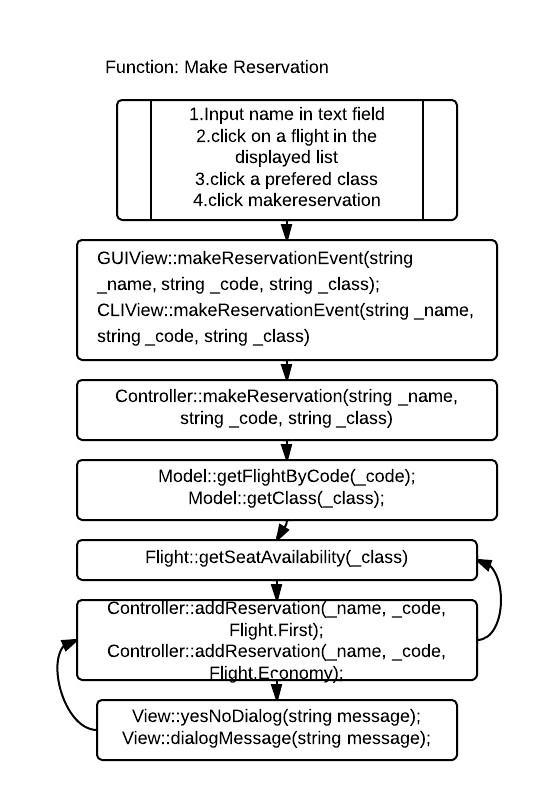 Function: Make Reservation
1.Input name in text field
2.click on a flight in the
displayed list
3.click a prefered class
4.click makereservation
GUIView::makeReservationEvent(string
_name, string _code, string _class);
CLIView::makeReservationEvent(string _name,
string _code, string _class)
Controller::makeReservation(string _name,
string _code, string _class)
Model::getFlightByCode(_code);
Model::getClass(_class);
Flight::getSeatAvailability(_class)
Controller::addReservation(_name, _code,
Flight.First);
Controller::addReservation(_name, _code,
Flight.Economy);
View::yesNoDialog(string message);
View::dialogMessage(string message);